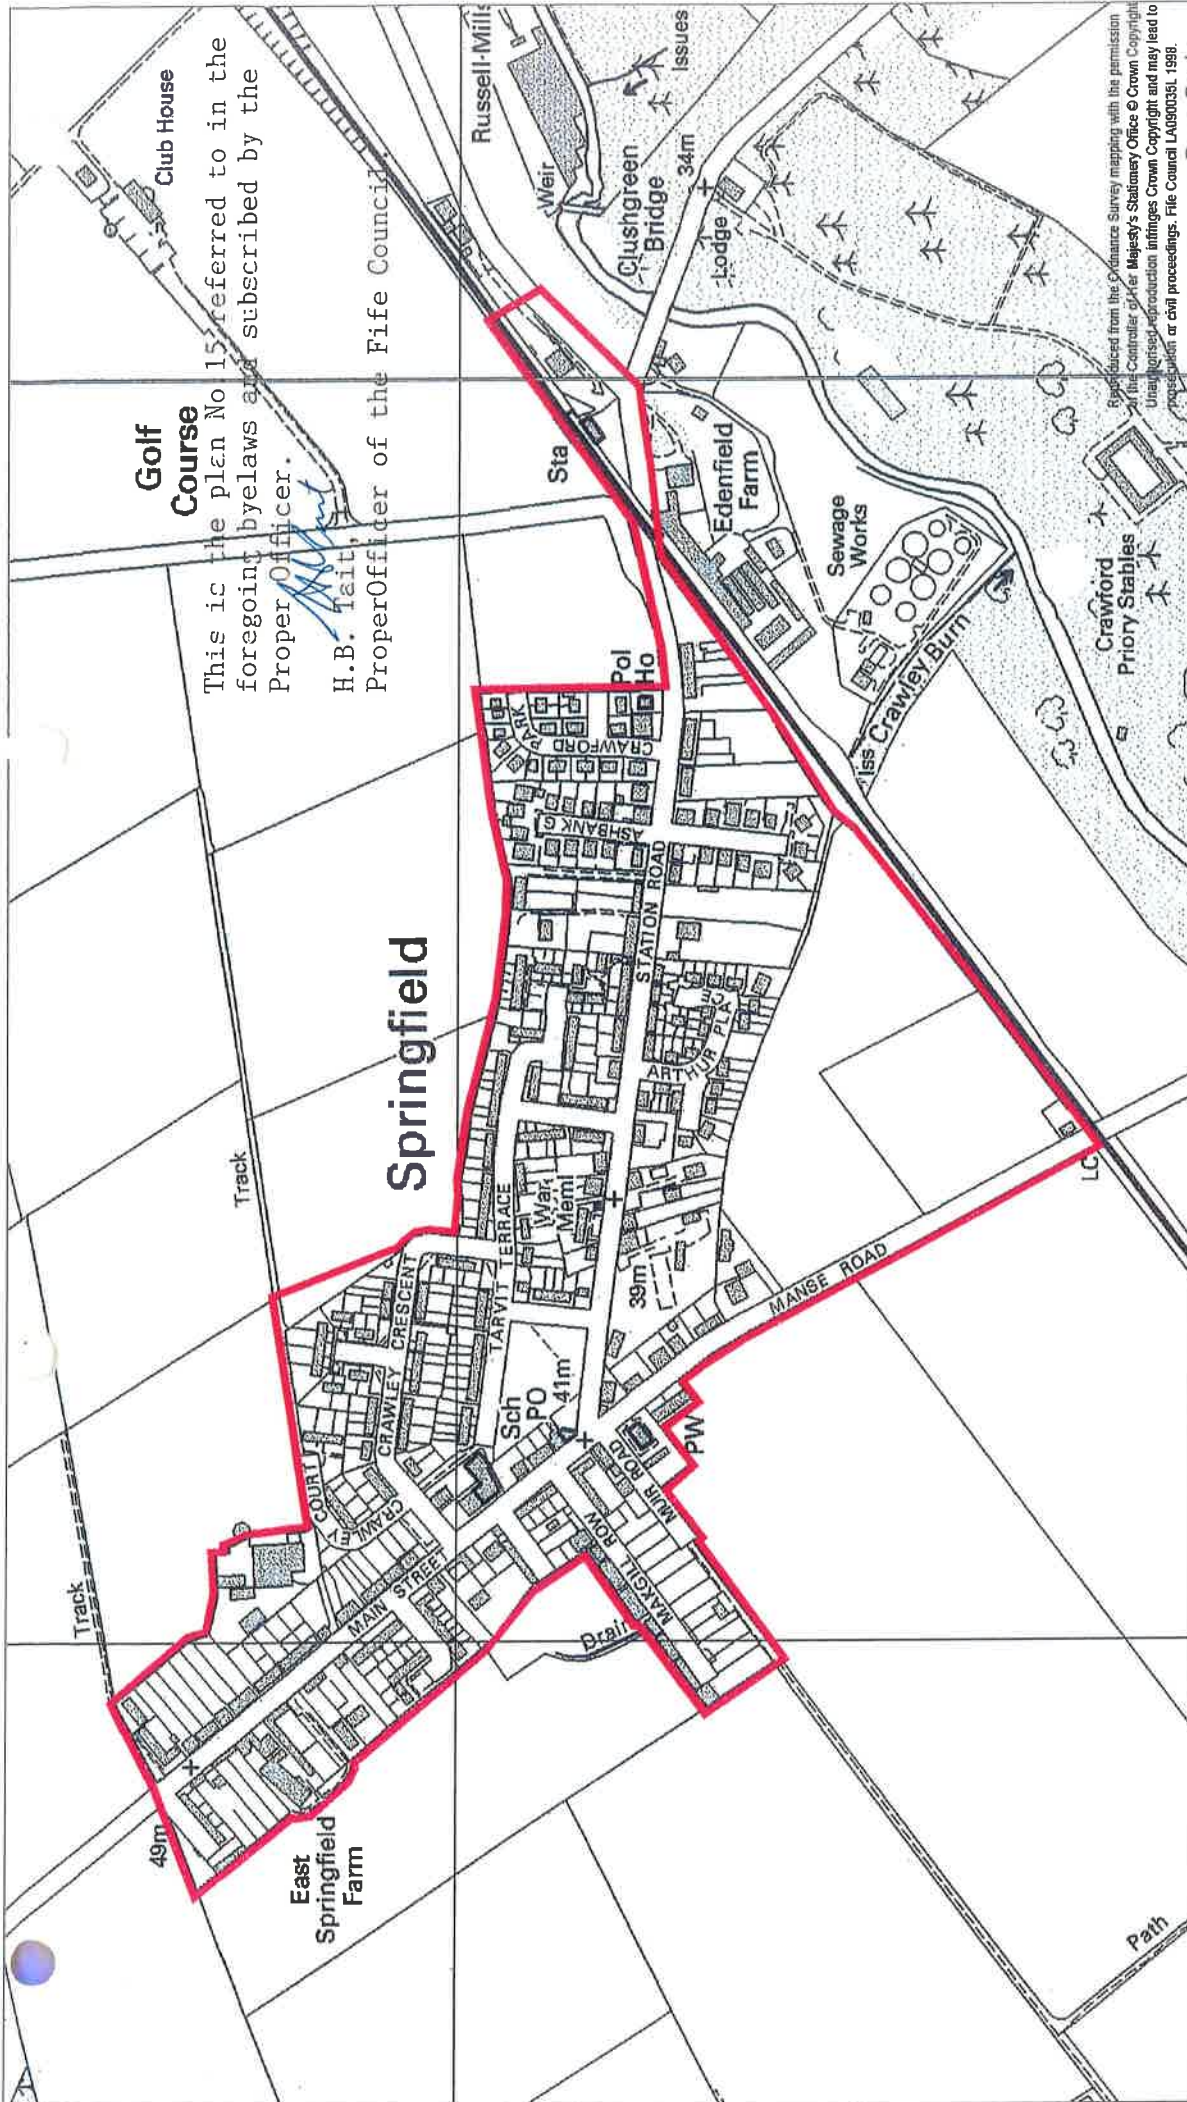 Club House
Golf
Course
This is the plan No.157 referred to in the
foregoing byelaws and subscribed by the
Proper Officer.
H.B. Tait,
ProperOfficer of the Fife Council.
Russell-Mills
Weir
Issues
Clushgreen
Bridge
34m
Lodge
Sta
Edenfield
Farm
Sewage
Works
Iss
Crawley Burn
Crawford
Priory Stables
Pol
Ho
CRAWFORD
PARK
ASHBANK G
STATION ROAD
ARTHUR PLACE
Springfield
Track
Track
TARVIT TERRACE
War
Meml
39m
41m
MANSE ROAD
LC
CRAWLEY CRESCENT
CRAWLEY COURT
Sch
PO
PW
MUIR ROAD
MAKGILL ROW
MAIN STREET
Drain
49m
East
Springfield
Farm
Path
Reproduced from the Ordnance Survey mapping with the permission
of the Controller of Her Majesty's Stationery Office © Crown Copyright
Unauthorised reproduction infringes Crown Copyright and may lead to
prosecution or civil proceedings. Fife Council LA090035L 1998.